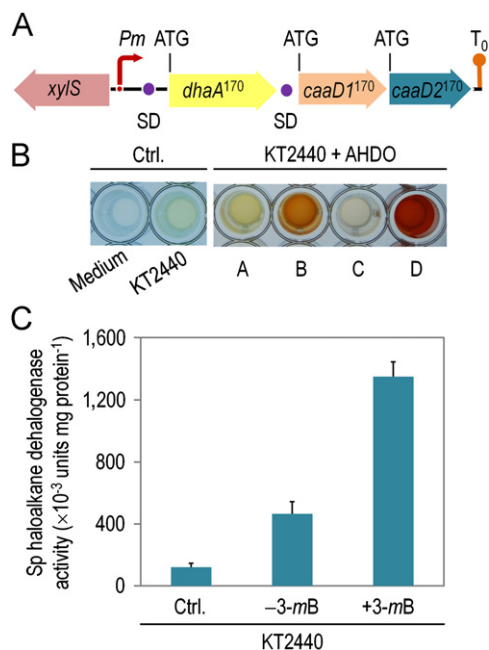 A
Pm ATG ATG ATG T₀
xylS dhaA¹⁷⁰ caaD1¹⁷⁰ caaD2¹⁷⁰
SD SD
B
Ctrl. KT2440 + AHDO
Medium KT2440 A B C D
C
Sp haloalkane dehalogenase
activity (×10⁻³ units mg protein⁻¹)
1,600
1,200
800
400
0
Ctrl. –3-mB +3-mB
KT2440